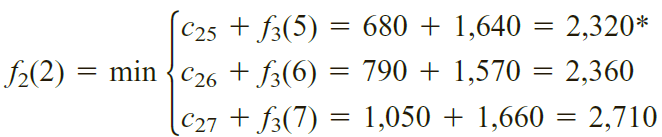 c25 + f3(5) = 680 + 1,640 = 2,320*
f2(2) = min { c26 + f3(6) = 790 + 1,570 = 2,360
c27 + f3(7) = 1,050 + 1,660 = 2,710